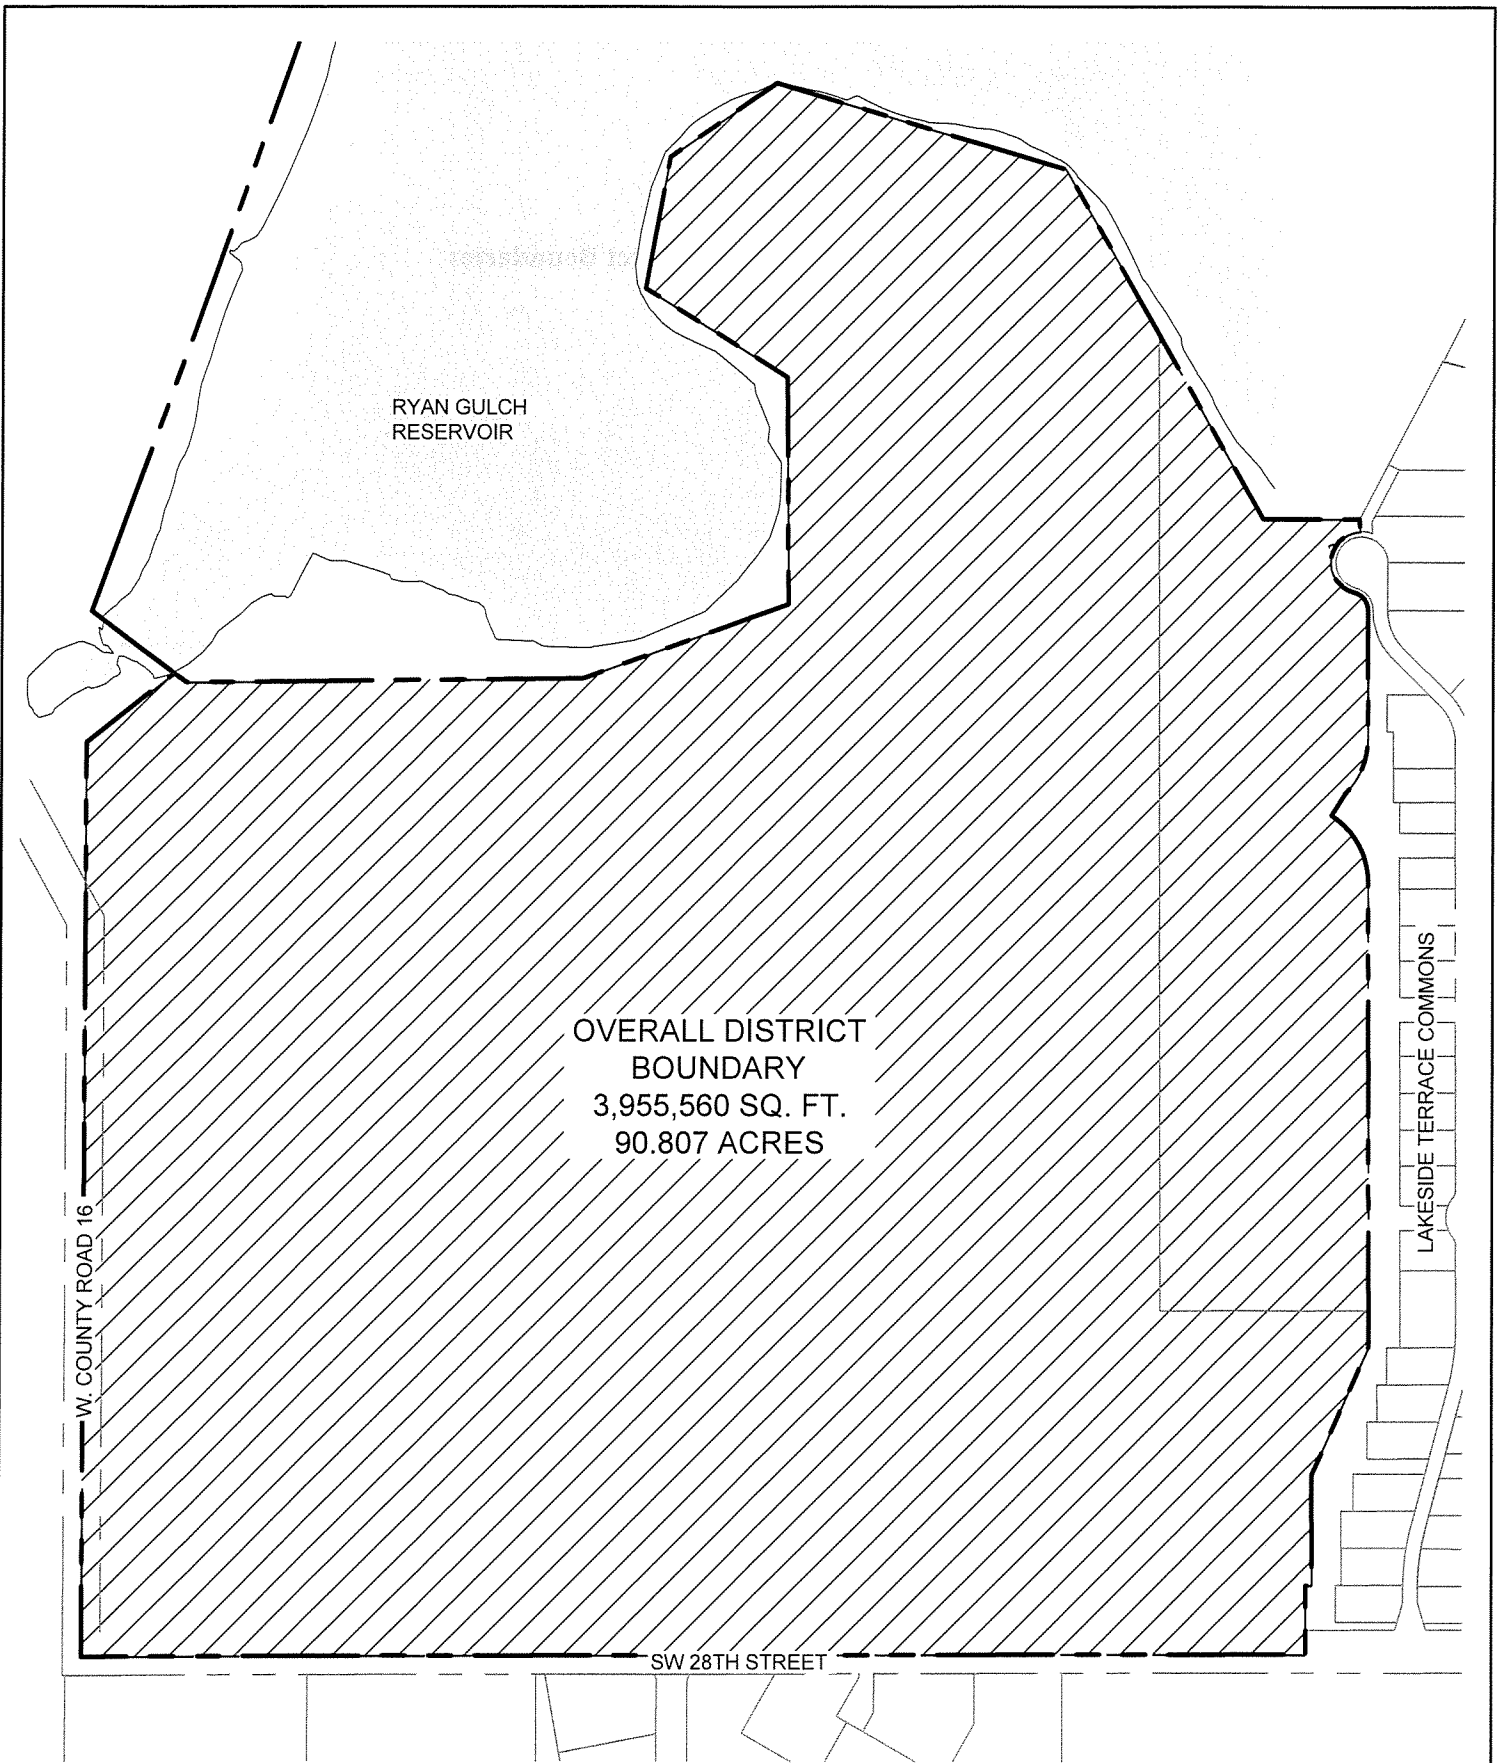 RYAN GULCH
RESERVOIR
OVERALL DISTRICT
BOUNDARY
3,955,560 SQ. FT.
90.807 ACRES
W. COUNTY ROAD 16
LAKESIDE TERRACE COMMONS
SW 28TH STREET